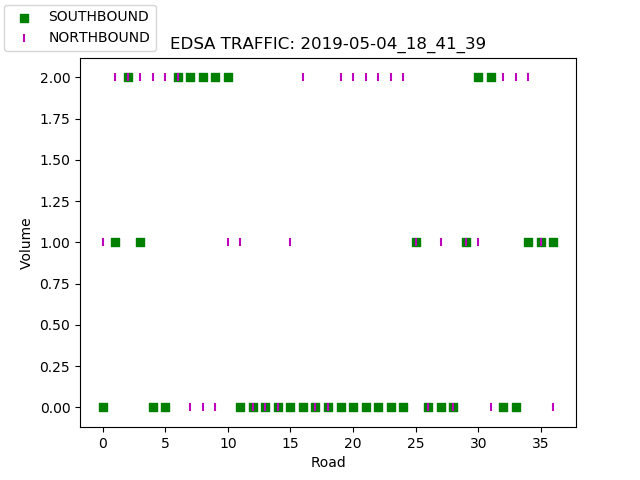 SOUTHBOUND
NORTHBOUND
EDSA TRAFFIC: 2019-05-04_18_41_39
2.00
1.75
1.50
1.25
1.00
0.75
0.50
0.25
0.00
Volume
0 5 10 15 20 25 30 35
Road